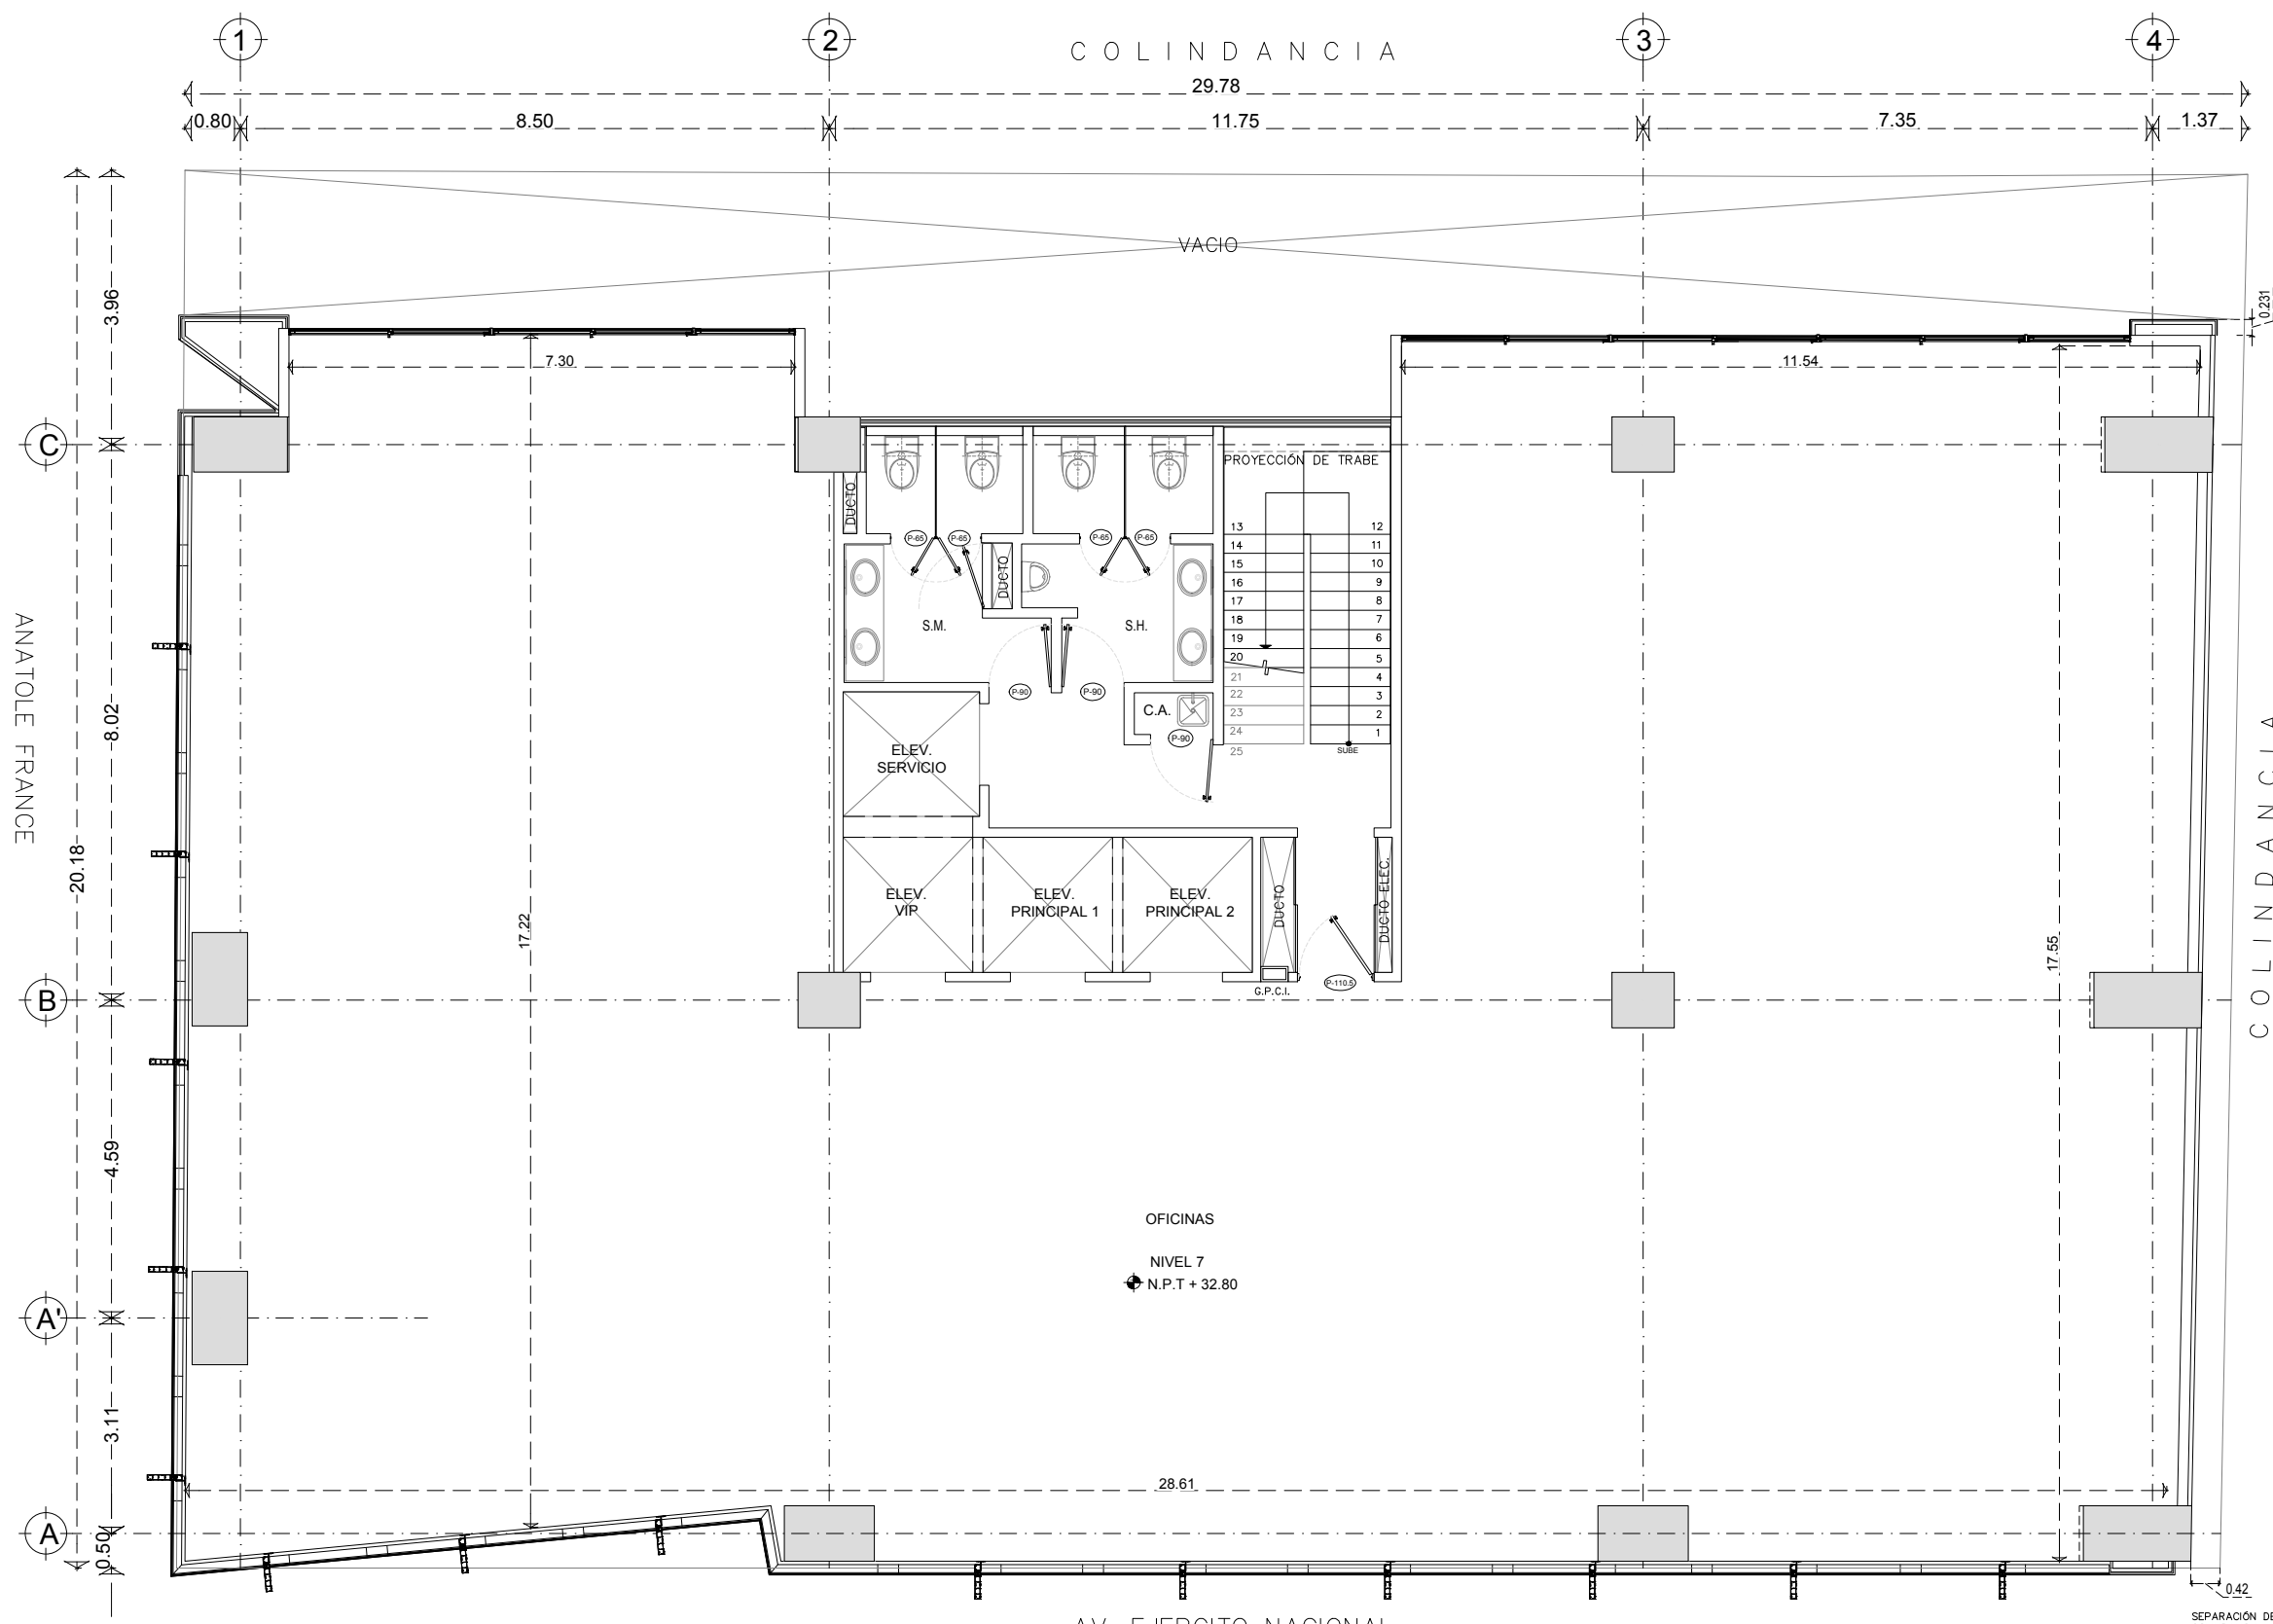 1
2
3
4
COLINDANCIA
29.78
0.80
8.50
11.75
7.35
1.37
VACIO
3.96
0.231
7.30
11.54
C
PROYECCIÓN DE TRABE
DUCTO
13
12
P-65
P-65
P-65
P-65
14
11
15
10
DUCTO
16
9
17
8
18
7
S.M.
S.H.
19
6
20
5
21
4
P-90
P-90
22
3
C.A.
23
2
24
1
P-90
25
SUBE
ANATOLE FRANCE
8.02
ELEV.
SERVICIO
COLINDANCIA
20.18
ELEV.
VIP
ELEV.
PRINCIPAL 1
ELEV.
PRINCIPAL 2
DUCTO
DUCTO ELEC.
17.22
17.55
P-110.5
G.P.C.I.
B
4.59
OFICINAS
NIVEL 7
N.P.T + 32.80
A'
3.11
28.61
A
0.50
0.42
SEPARACIÓN DE
AV. EJERCITO NACIONAL